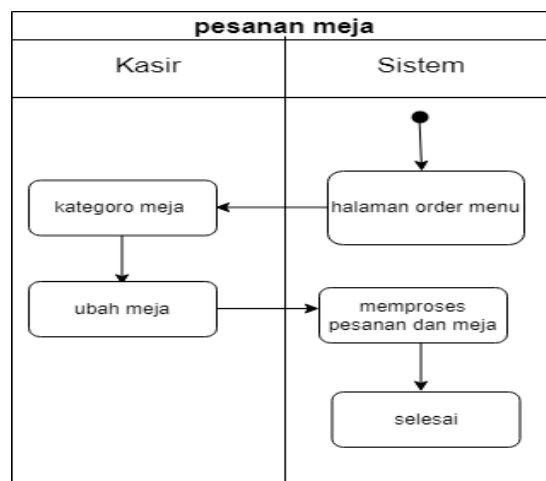 pesanan meja
Kasir
Sistem
halaman order menu
kategoro meja
ubah meja
memproses
pesanan dan meja
selesai